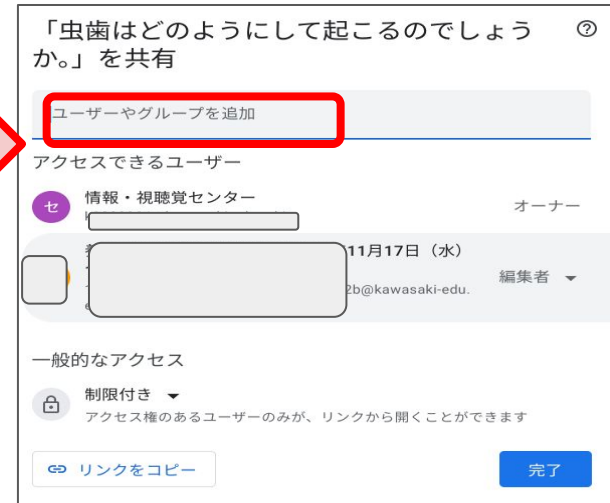 「虫歯はどのようにして起こるのでしょう
か。」を共有
ユーザーやグループを追加
アクセスできるユーザー
セ
情報・視聴覚センター
オーナー
11月17日（水）
2b@kawasaki-edu.
編集者
一般的なアクセス
制限付き
アクセス権のあるユーザーのみが、リンクから開くことができます
リンクをコピー
完了